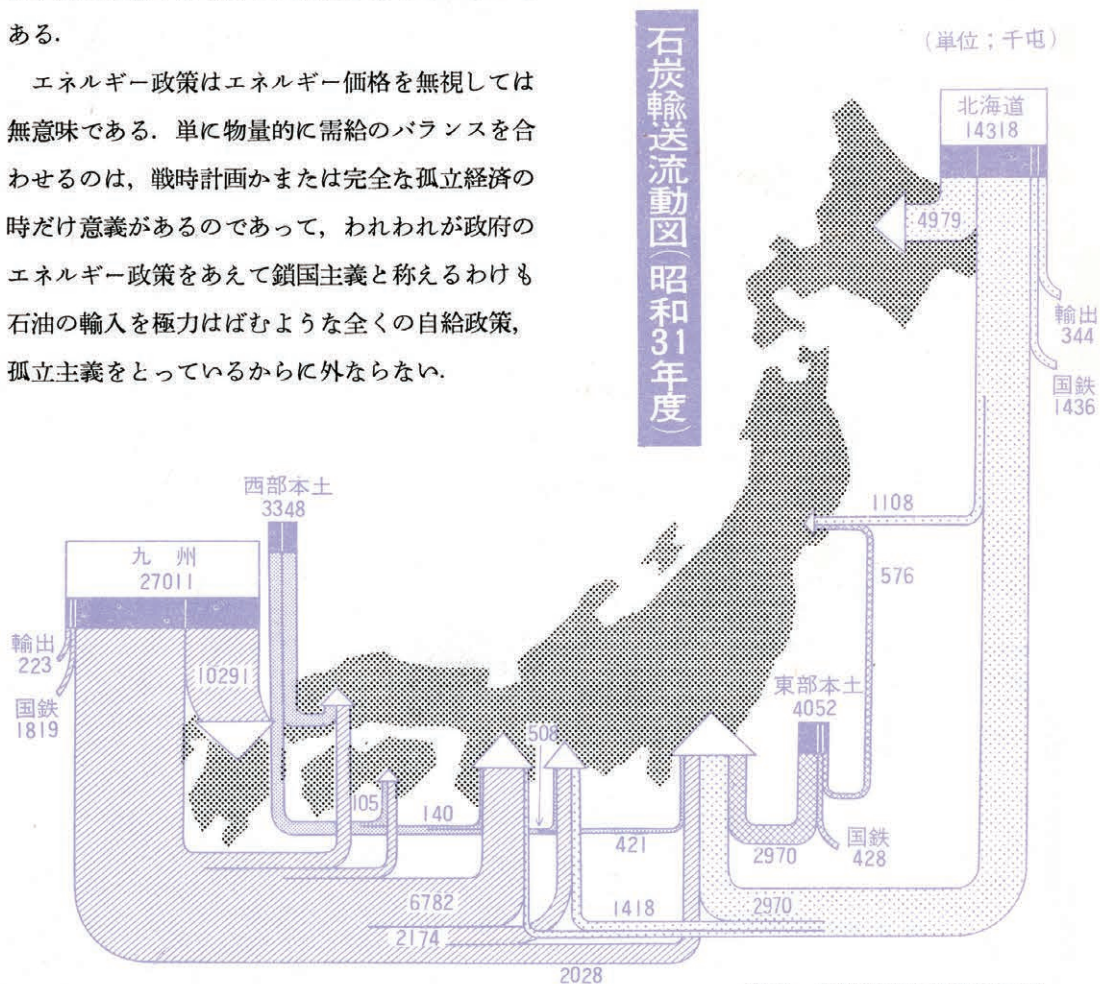 ある.
エネルギー政策はエネルギー価格を無視しては
無意味である. 単に物量的に需給のバランスを合
わせるのは, 戦時計画かまたは完全な孤立経済の
時だけ意義があるのであって, われわれが政府の
エネルギー政策をあえて鎖国主義と称えるわけも
石油の輸入を極力はばむような全くの自給政策,
孤立主義をとっているからに外ならない.
石炭輸送流動図(昭和31年度)
(単位;千屯)
北海道
14318
4979
輸出
344
国鉄
1436
1108
576
西部本土
3348
九州
27011
輸出
223
国鉄
1819
10291
東部本土
4052
508
105
140
421
2970
国鉄
428
6782
1418
2970
2174
2028